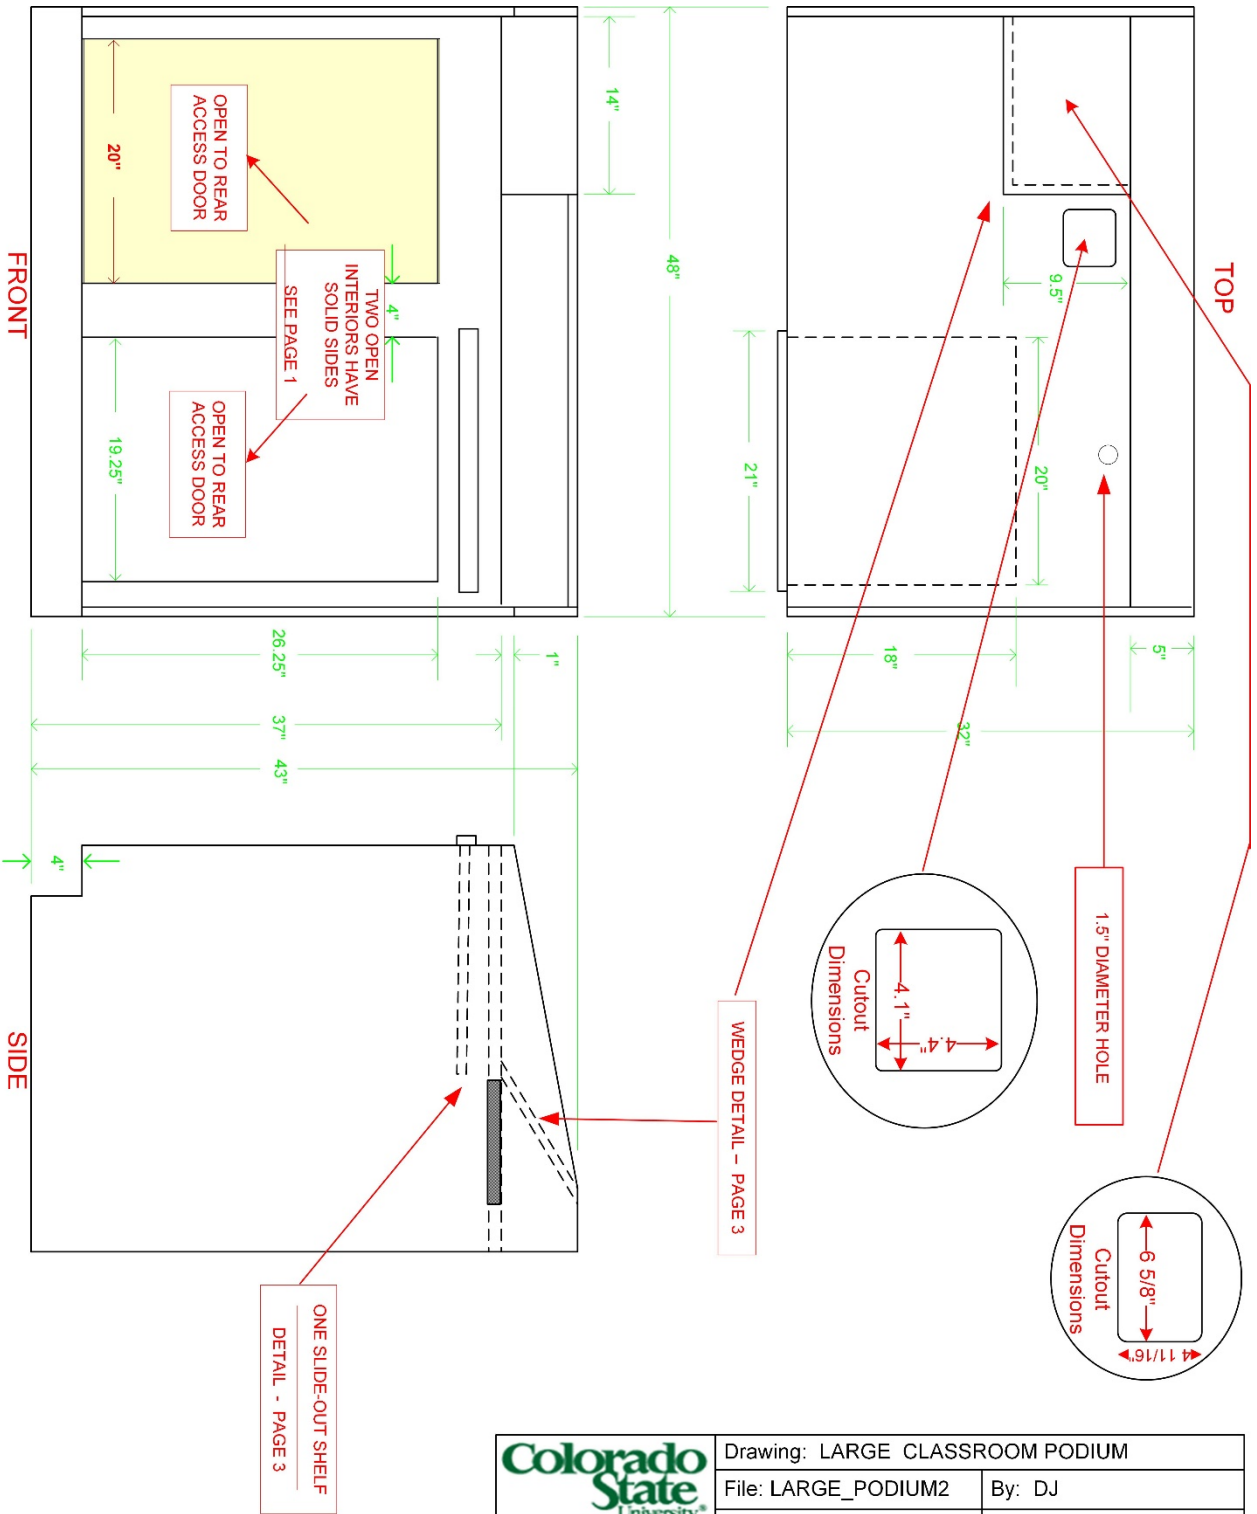 TOP
14"
48"
9.5"
20"
21"
5"
18"
32"
OPEN TO REAR
ACCESS DOOR
20"
TWO OPEN
INTERIORS HAVE
SOLID SIDES
SEE PAGE 1
4"
OPEN TO REAR
ACCESS DOOR
19.25"
FRONT
1"
26.25"
37"
43"
4"
SIDE
1.5" DIAMETER HOLE
4.1"
4.4"
Cutout
Dimensions
6 5/8"
4 11/16"
Cutout
Dimensions
WEDGE DETAIL – PAGE 3
ONE SLIDE-OUT SHELF
DETAIL - PAGE 3
Colorado
State
University®
Drawing: LARGE CLASSROOM PODIUM
File: LARGE_PODIUM2
By: DJ